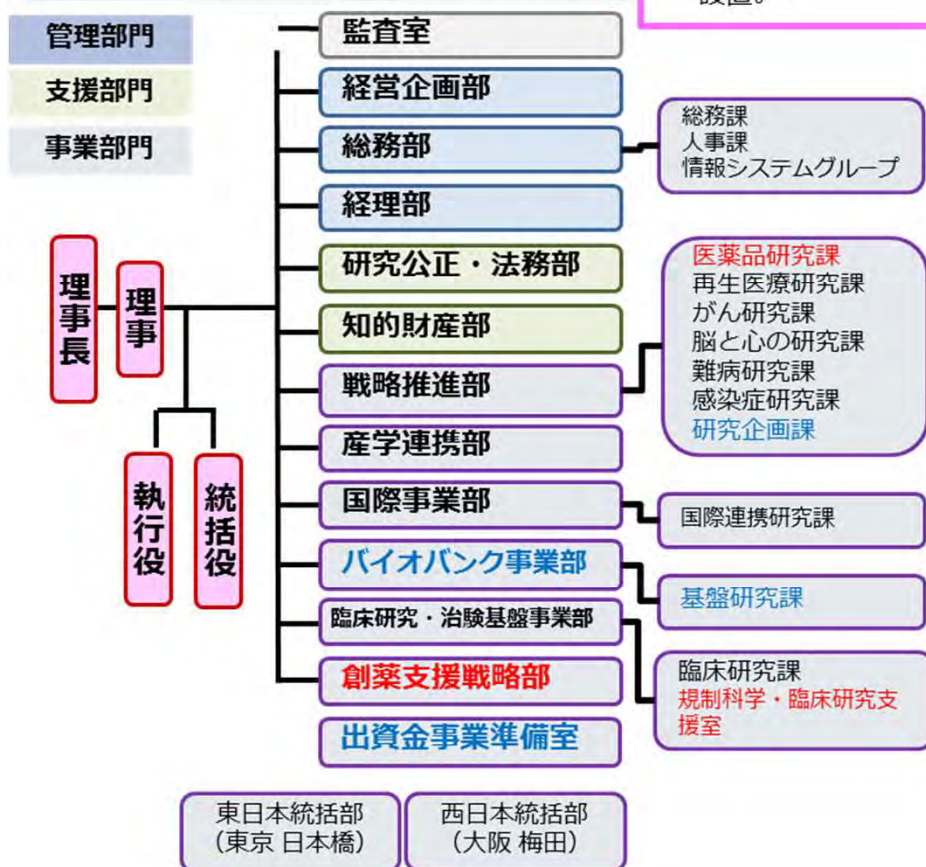 設置。
管理部門
支援部門
事業部門
監査室
経営企画部
総務部
経理部
研究公正・法務部
知的財産部
戦略推進部
産学連携部
国際事業部
バイオバンク事業部
臨床研究・治験基盤事業部
創薬支援戦略部
出資金事業準備室
理事長
理事
執行役
統括役
総務課
人事課
情報システムグループ
医薬品研究課
再生医療研究課
がん研究課
脳と心の研究課
難病研究課
感染症研究課
研究企画課
国際連携研究課
基盤研究課
臨床研究課
規制科学・臨床研究支
援室
東日本統括部
（東京 日本橋）
西日本統括部
（大阪 梅田）